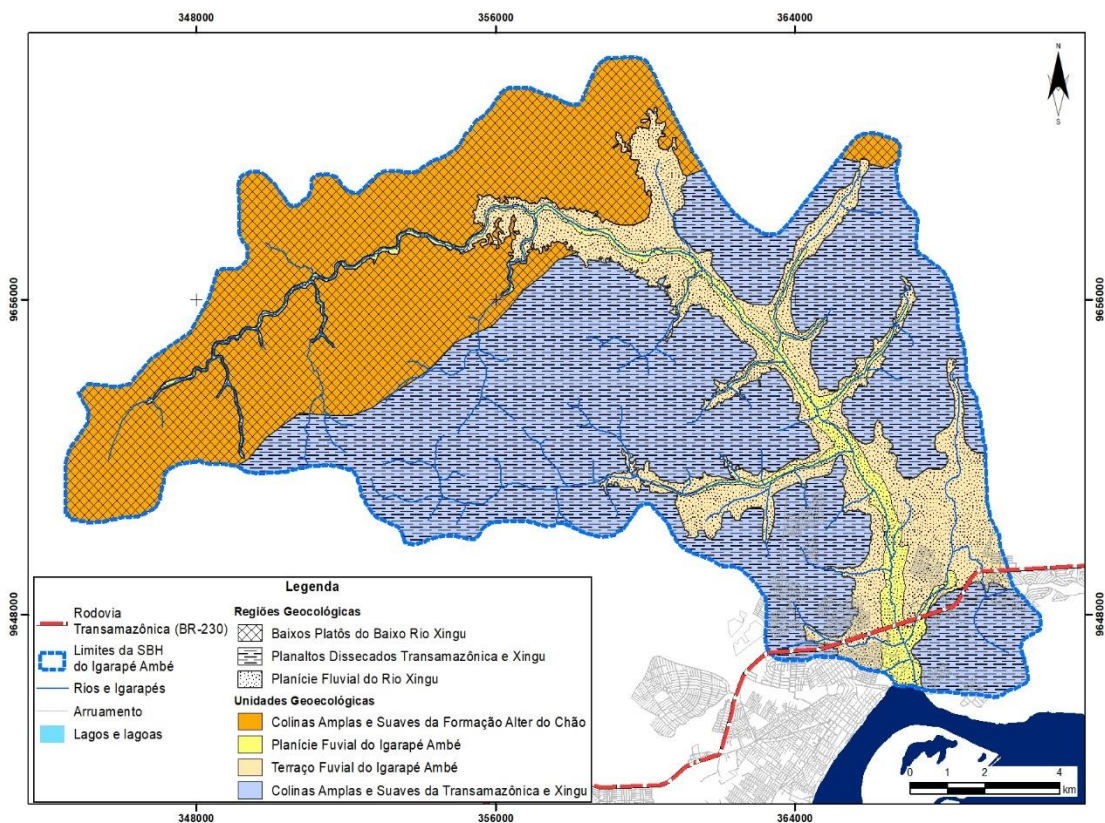 348000
356000
364000
N
S
9656000
9656000
9648000
9648000
Legenda
Rodovia
Transamazônica (BR-230)
Limites da SBH
do Igarapé Ambé
Rios e Igarapés
Arruamento
Lagos e lagoas
Regiões Geocológicas
Baixos Platôs do Baixo Rio Xingu
Planaltos Dissecados Transamazônica e Xingu
Planície Fluvial do Rio Xingu
Unidades Geoecológicas
Colinas Amplas e Suaves da Formação Alter do Chão
Planície Fuvial do Igarapé Ambé
Terraço Fuvial do Igarapé Ambé
Colinas Amplas e Suaves da Transamazônica e Xingu
0 1 2 4
km
348000
356000
364000